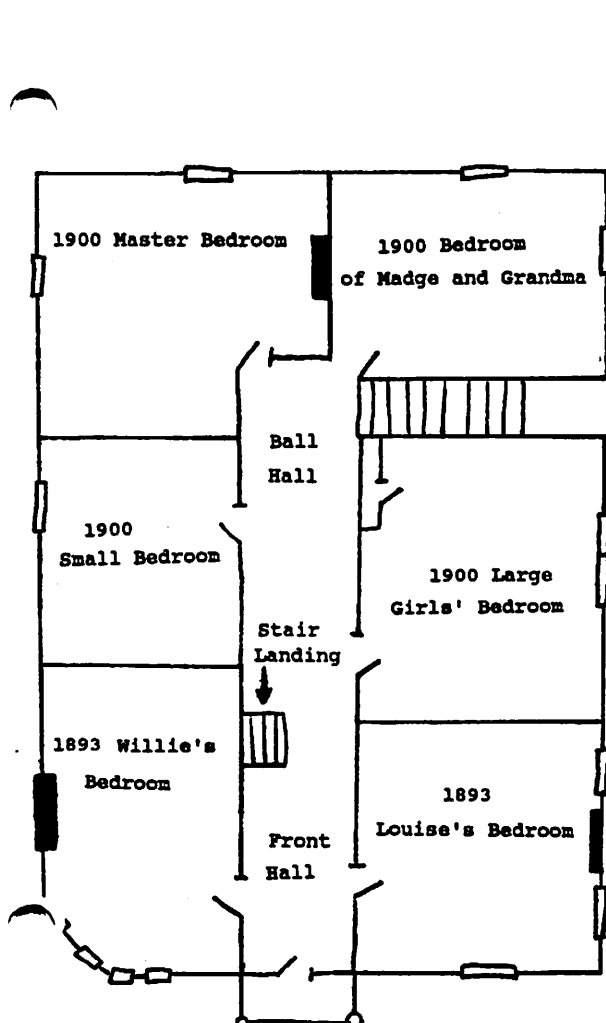 1900 Master Bedroom
1900 Bedroom
of Madge and Grandma
Ball
Hall
1900
Small Bedroom
1900 Large
Girls' Bedroom
Stair
Landing
1893 Willie's
Bedroom
1893
Louise's Bedroom
Front
Hall